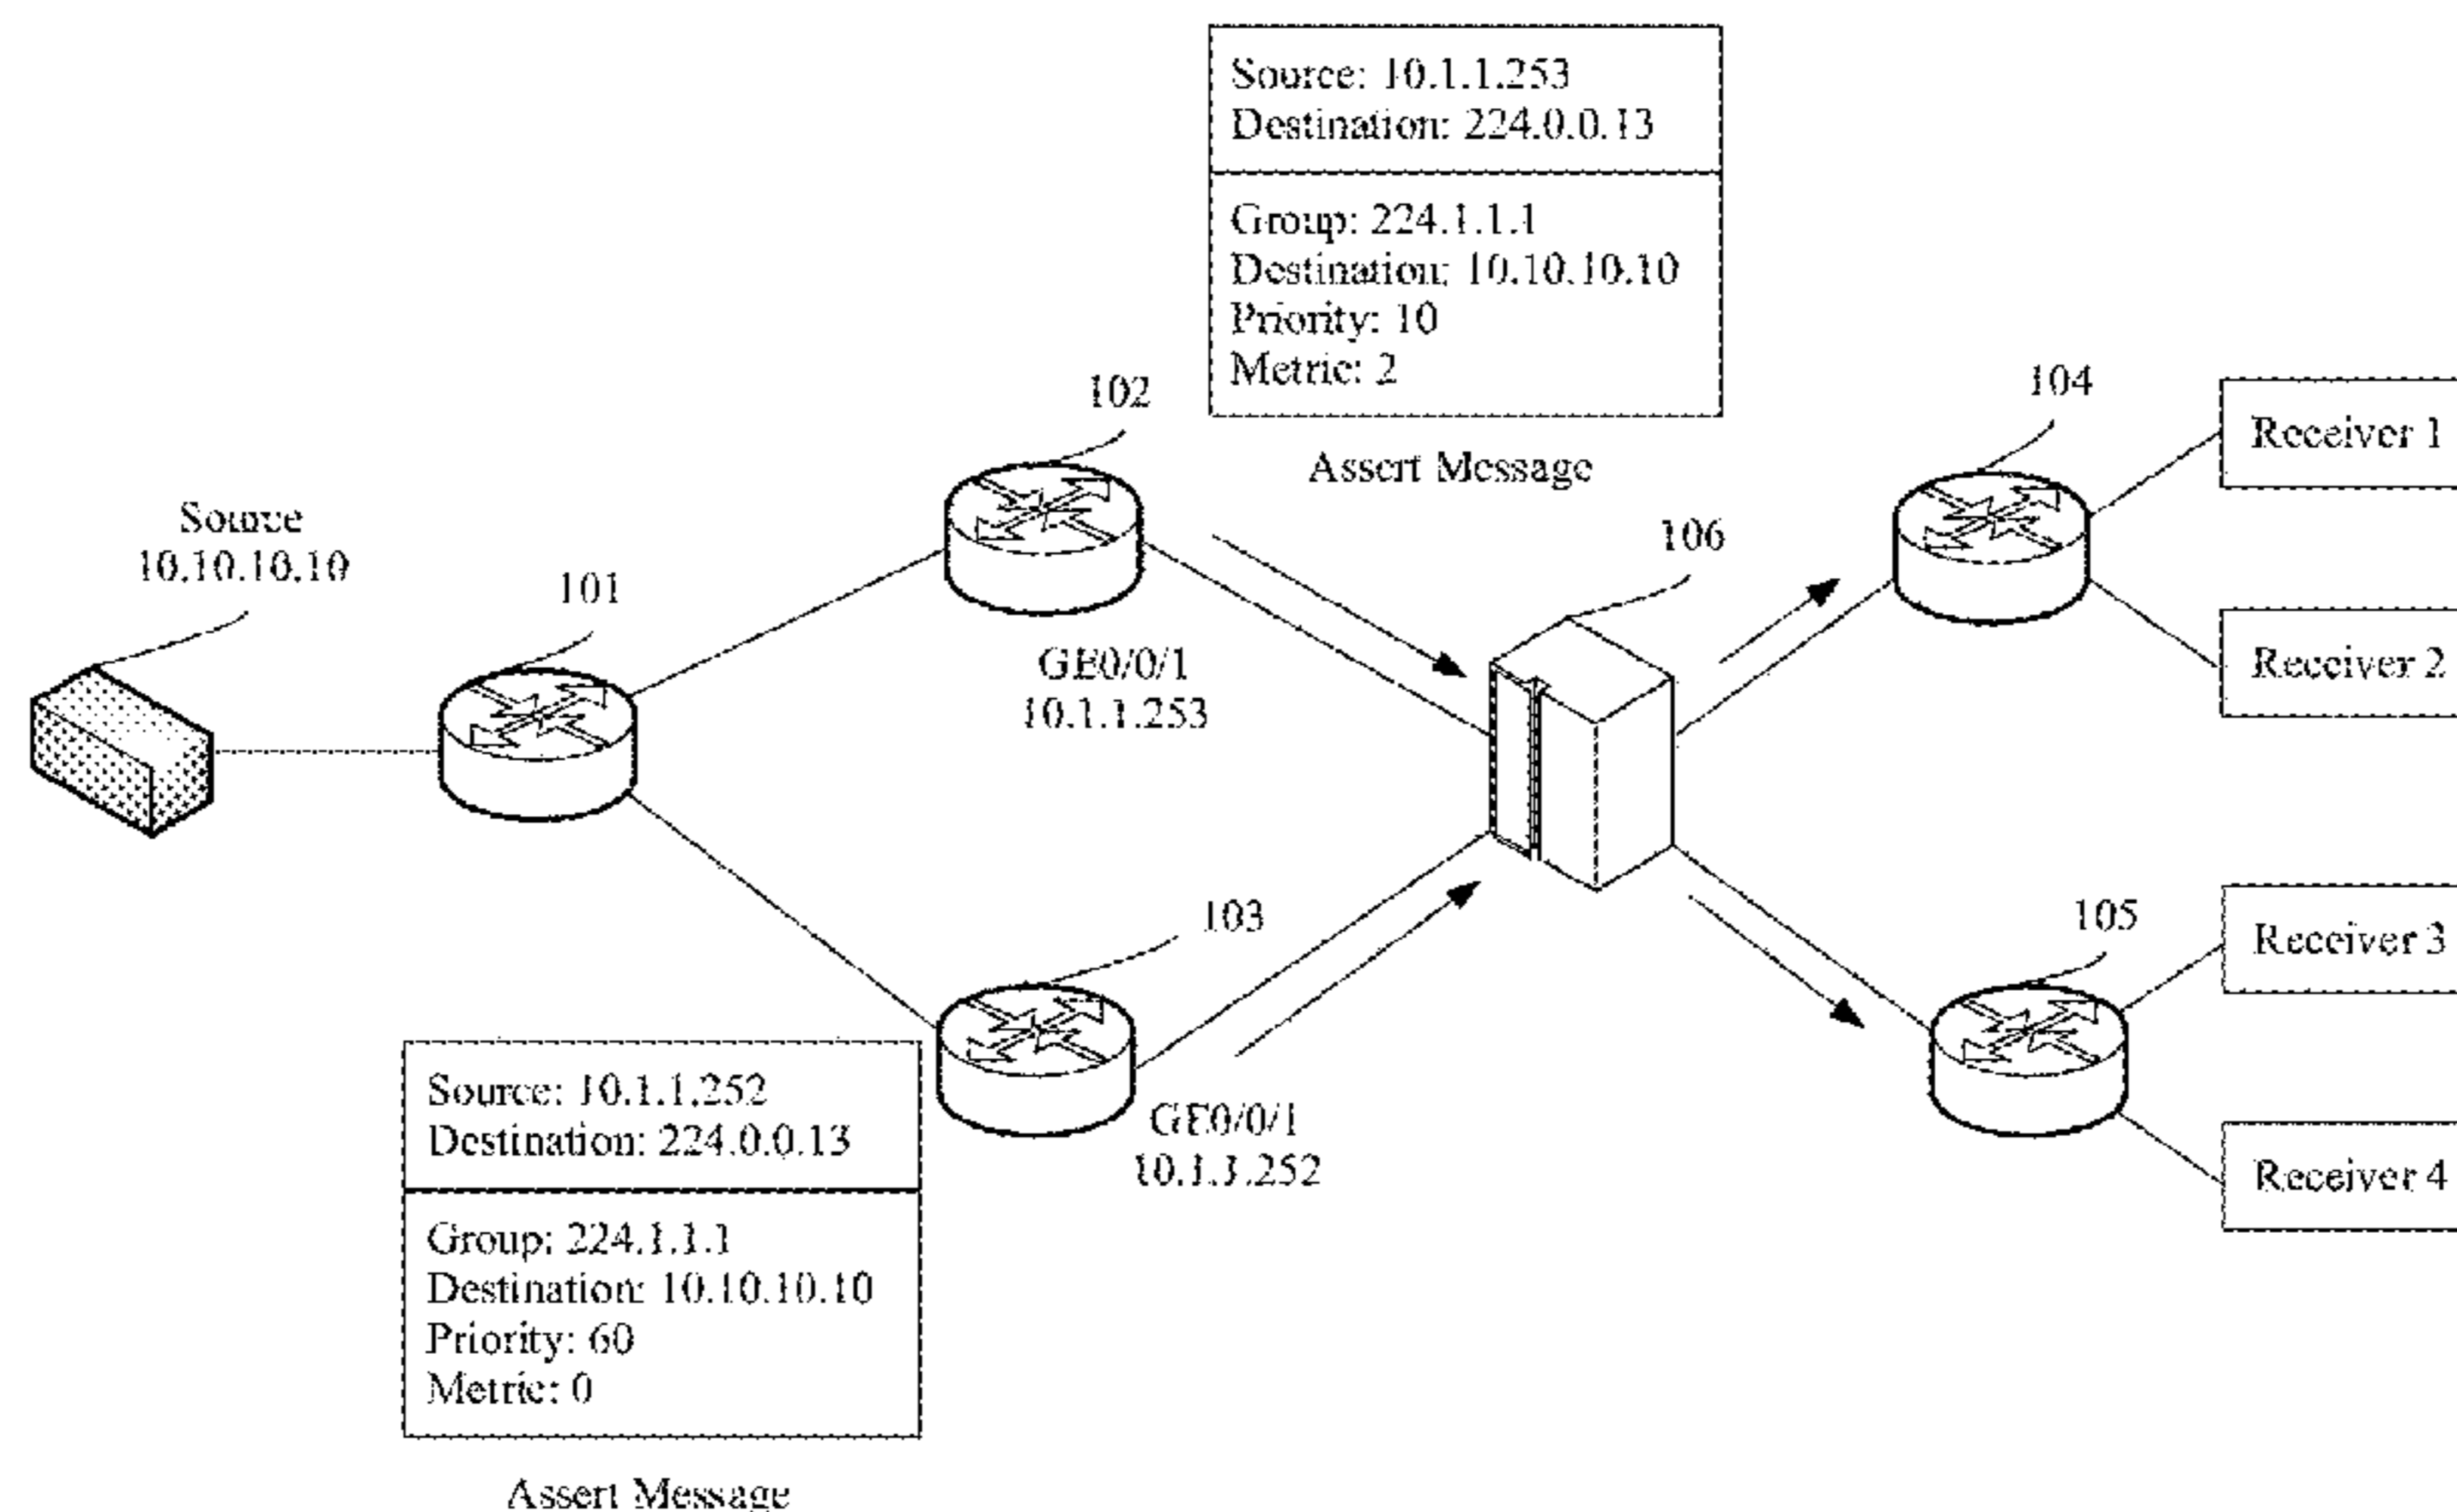 Source: 10.1.1.253
Destination: 224.0.0.13
Group: 224.1.1.1
Destination: 10.10.10.10
Priority: 10
Metric: 2
Assert Message
102
104
Receiver 1
Source
10.10.10.10
101
106
GE0/0/1
10.1.1.253
Receiver 2
103
105
Receiver 3
Source: 10.1.1.252
Destination: 224.0.0.13
GE0/0/1
10.1.1.252
Receiver 4
Group: 224.1.1.1
Destination: 10.10.10.10
Priority: 60
Metric: 0
Assert Message